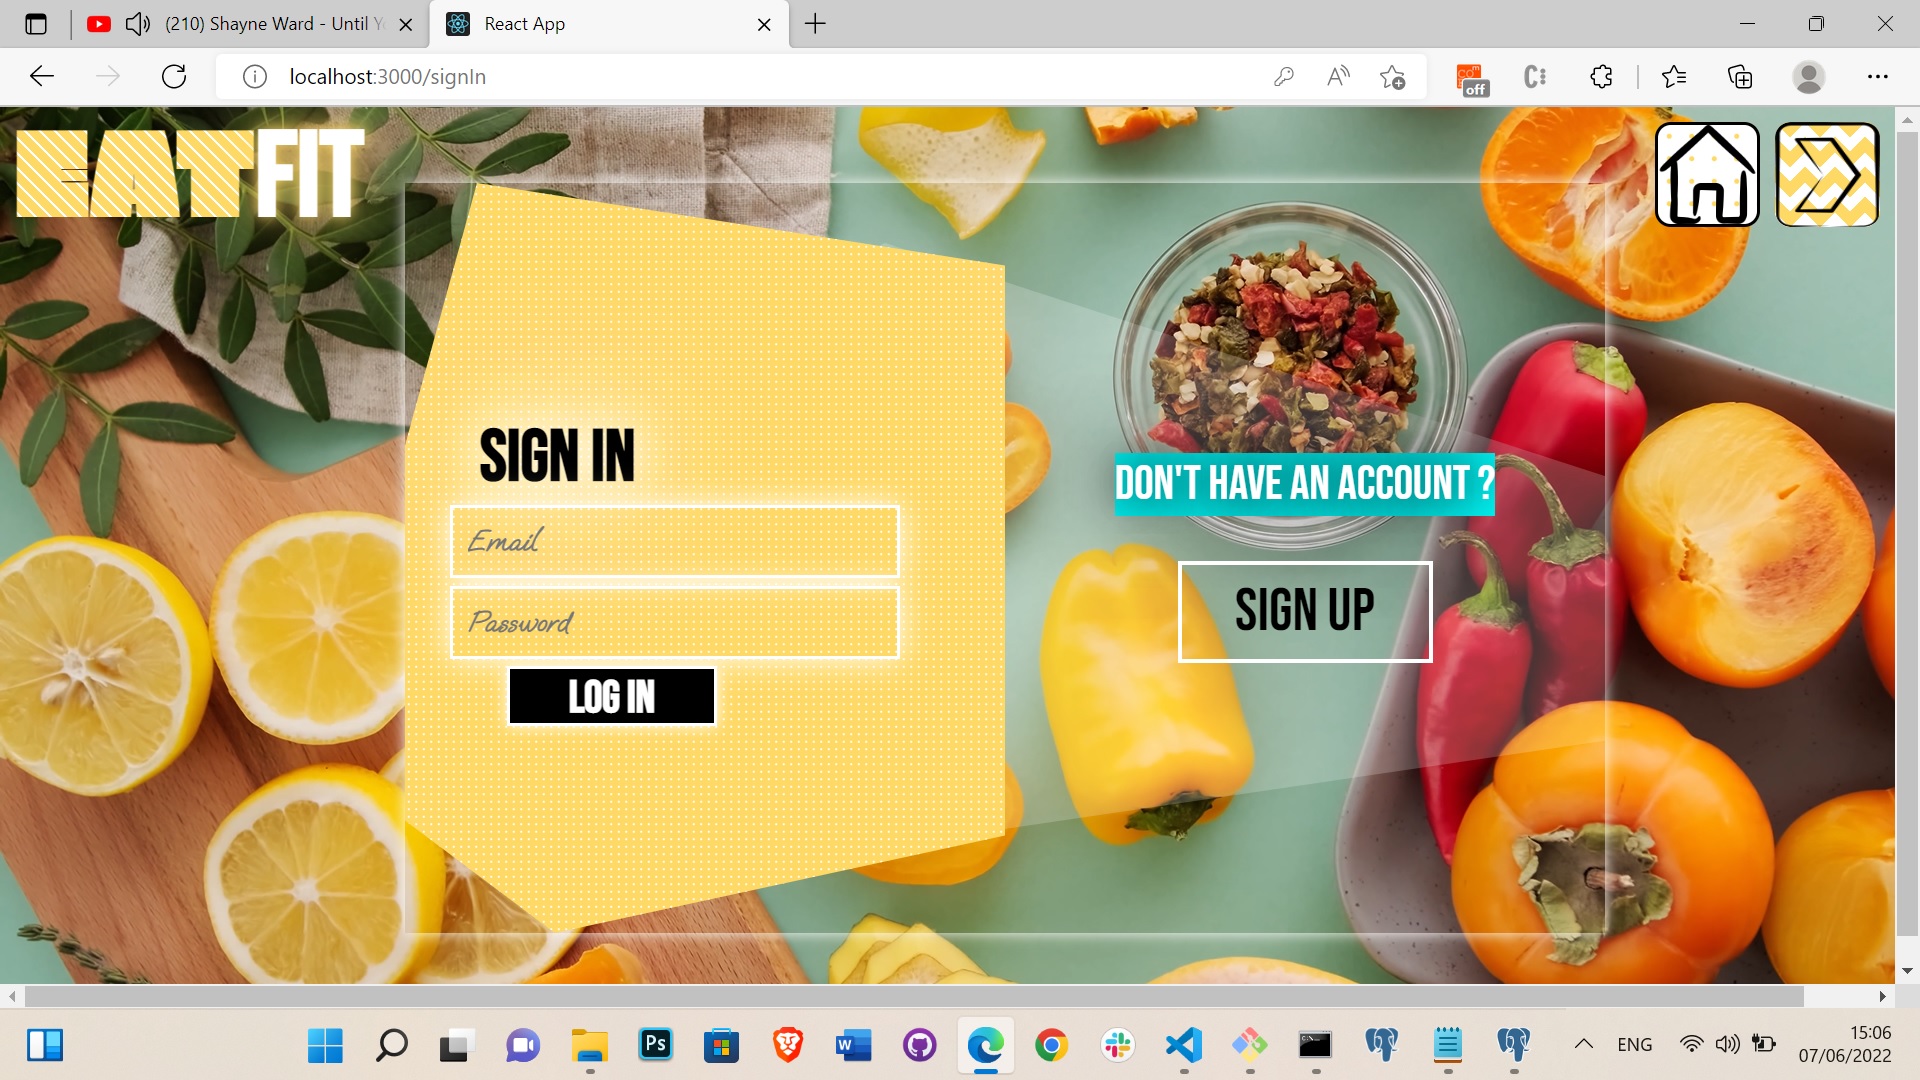 (210) Shayne Ward - Until Y
React App
localhost:3000/signIn
off
EATFIT
SIGN IN
Email
Password
LOG IN
DON'T HAVE AN ACCOUNT ?
SIGN UP
Ps
W
ENG
15:06
07/06/2022